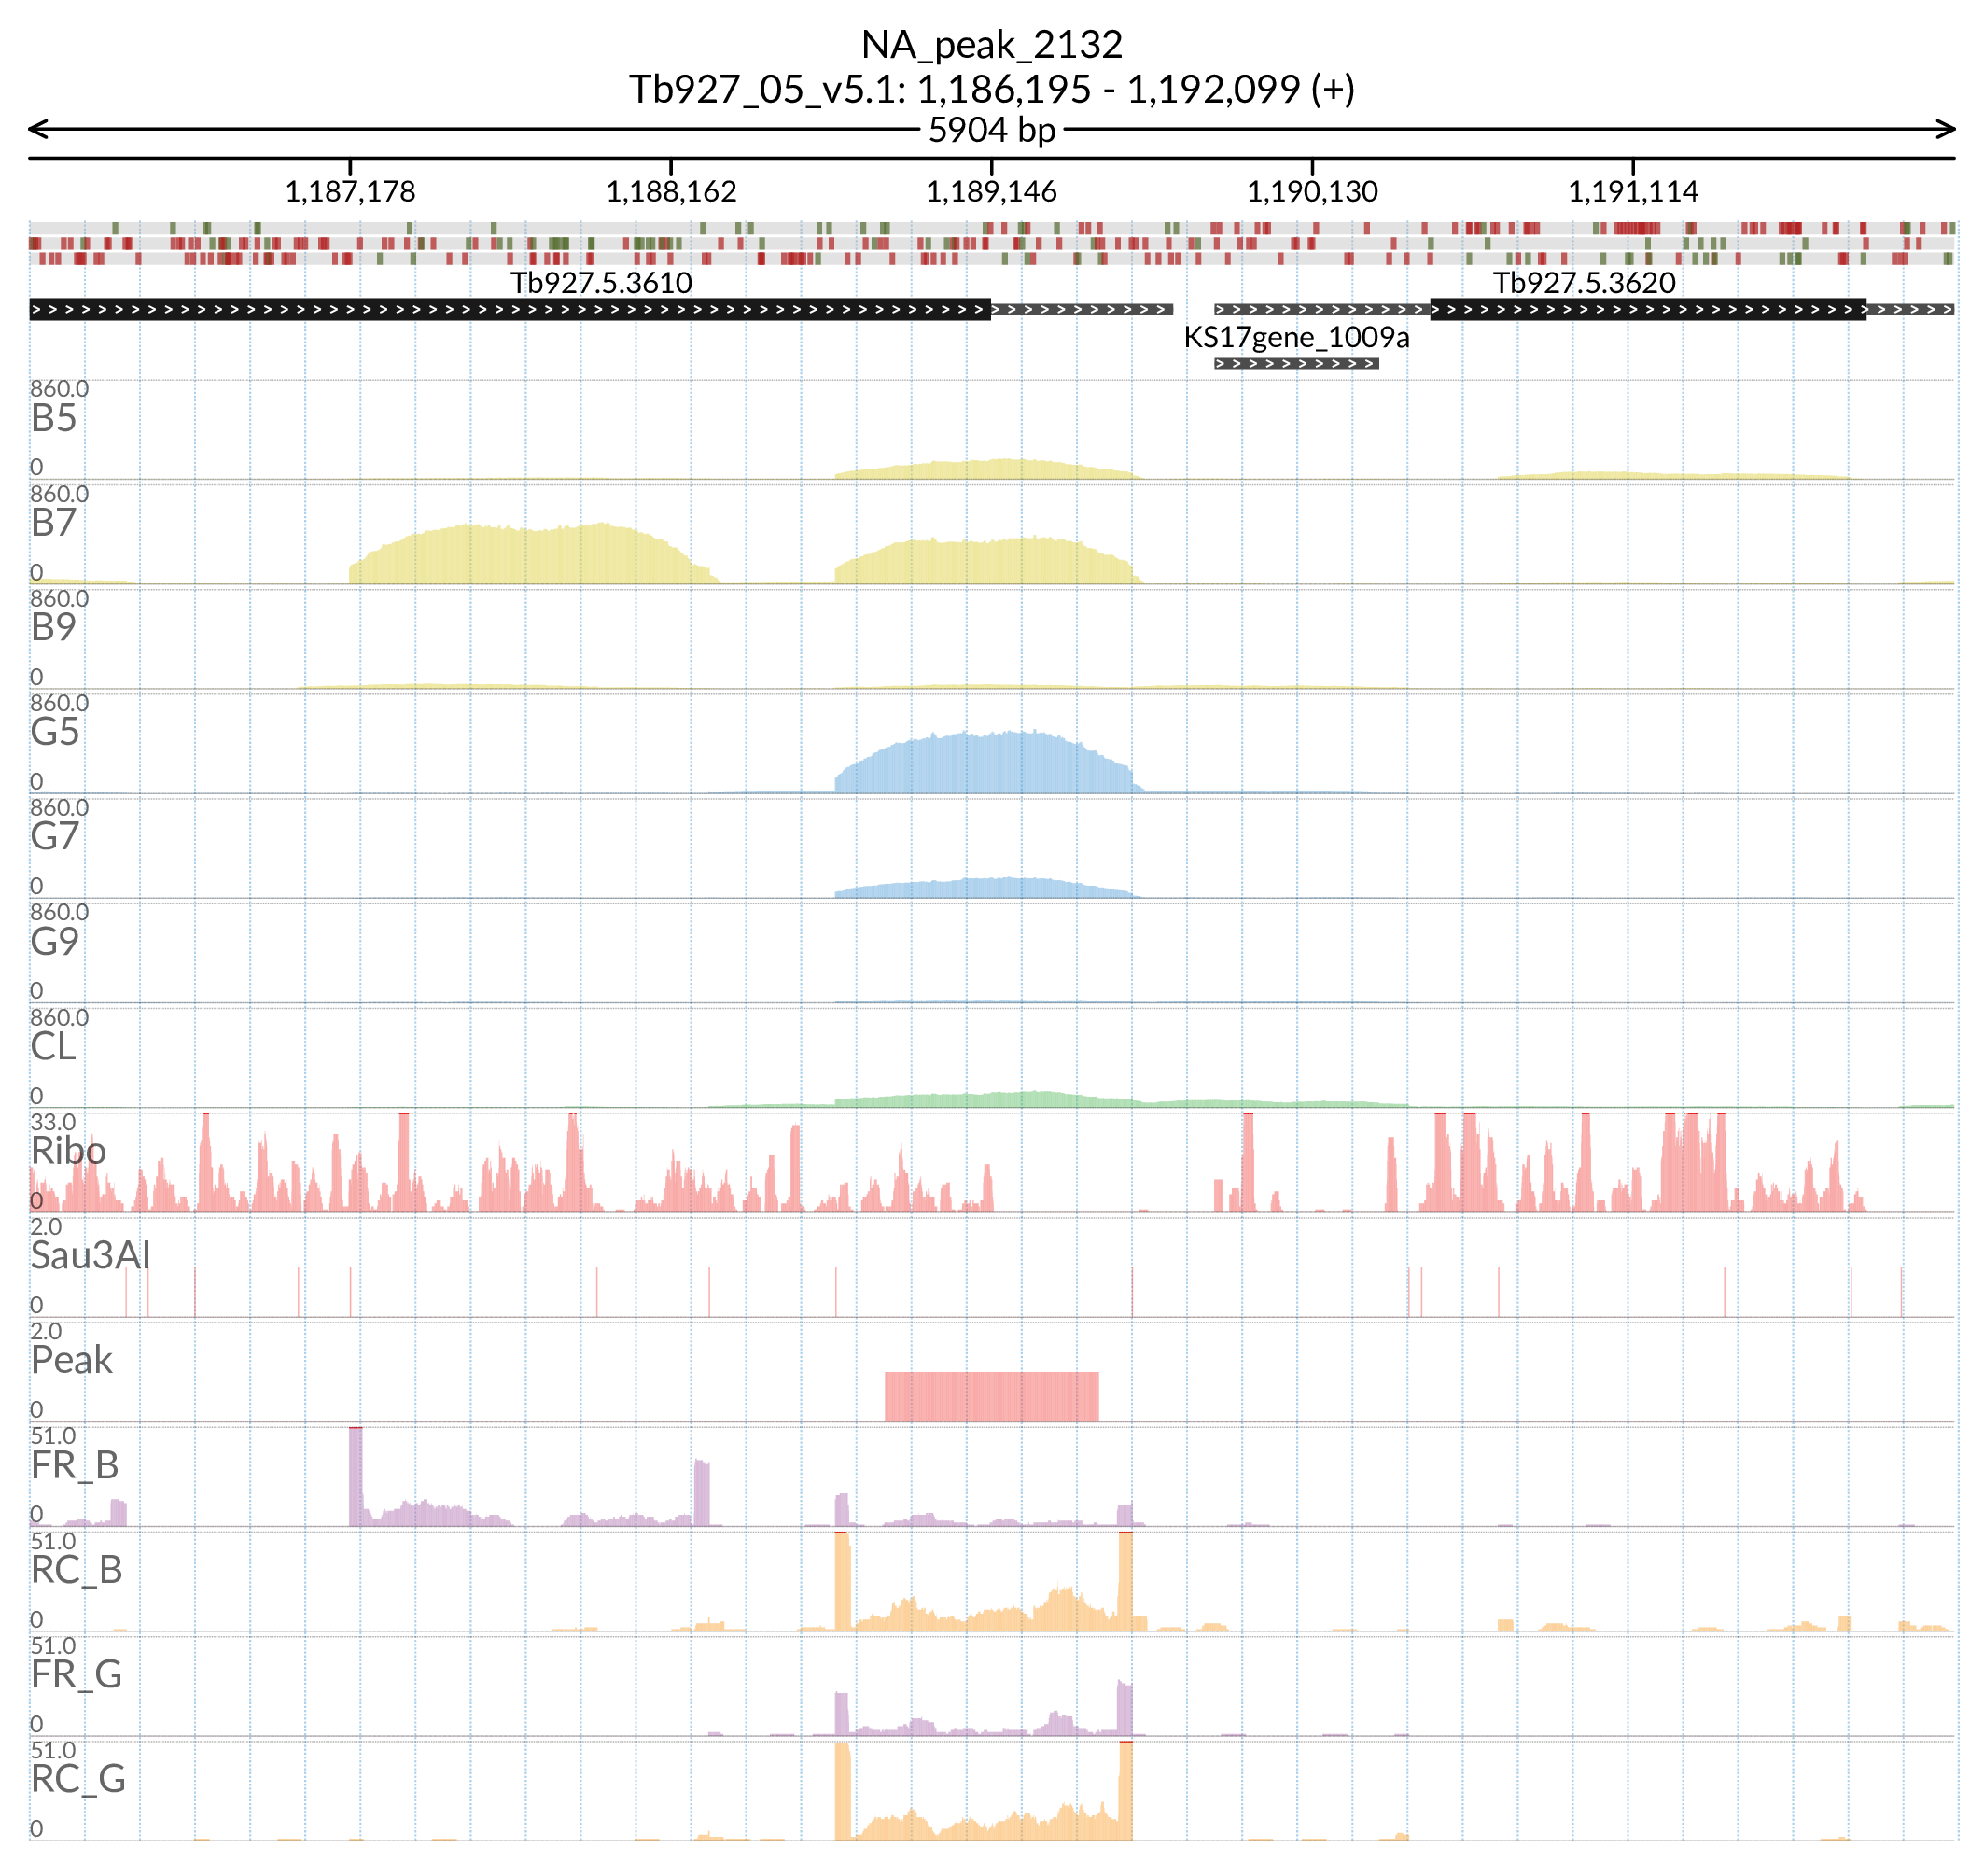 NA_peak_2132
Tb927_05_v5.1: 1,186,195 - 1,192,099 (+)
5904 bp
1,187,178 1,188,162 1,189,146 1,190,130 1,191,114
Tb927.5.3610 Tb927.5.3620
KS17gene_1009a
860.0
B5
0
860.0
B7
0
860.0
B9
0
860.0
G5
0
860.0
G7
0
860.0
G9
0
860.0
CL
0
33.0
Ribo
0
2.0
Sau3AI
0
2.0
Peak
0
51.0
FR_B
0
51.0
RC_B
0
51.0
FR_G
0
51.0
RC_G
0